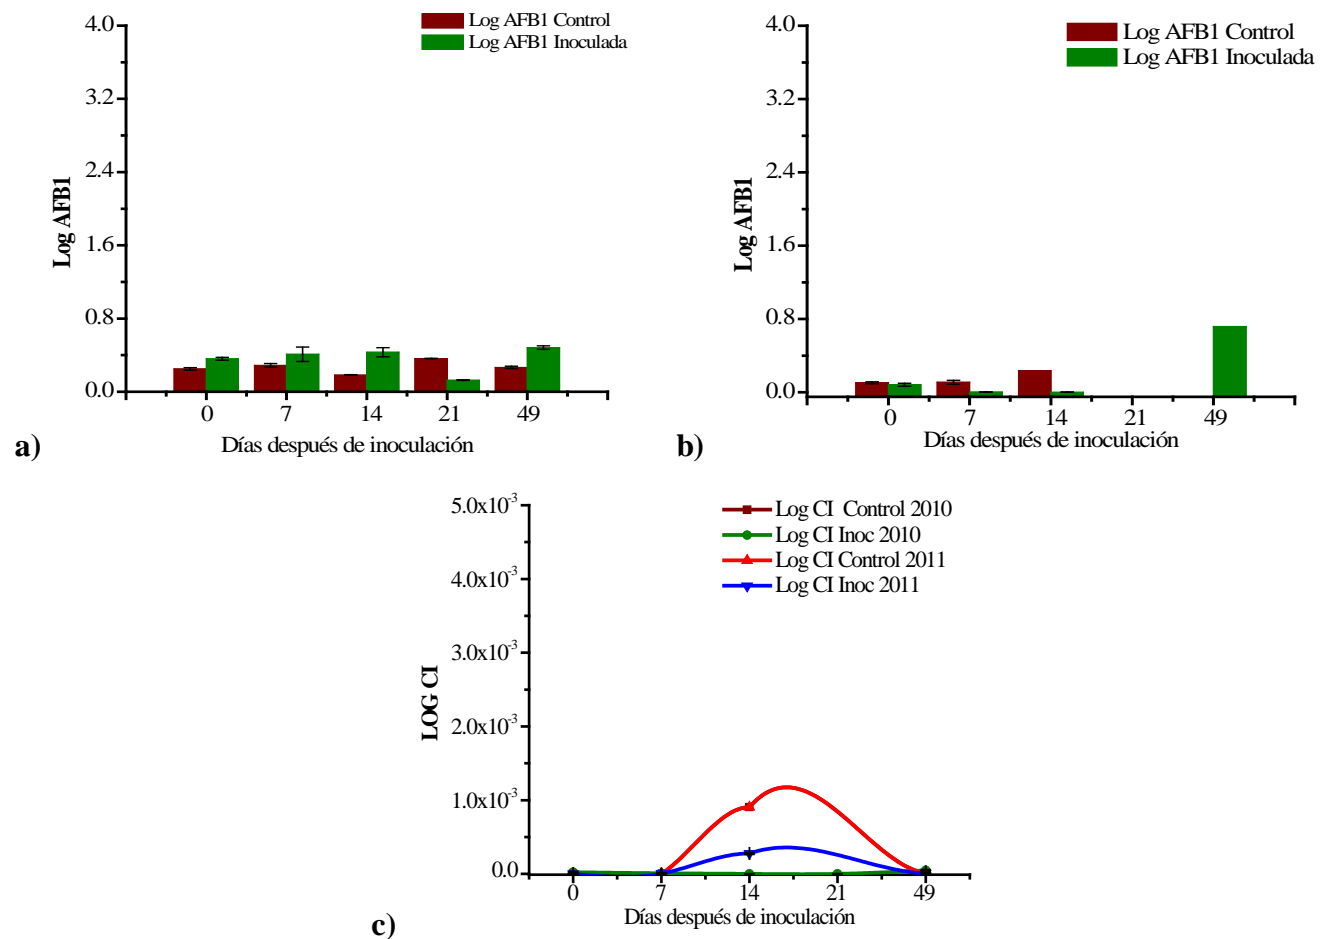 Log AFB1 Control
Log AFB1 Inoculada
4.0
3.2
2.4
1.6
0.8
0.0
Log AFB1
0 7 14 21 49
Días después de inoculación
a)
Log AFB1 Control
Log AFB1 Inoculada
4.0
3.2
2.4
1.6
0.8
0.0
Log AFB1
0 7 14 21 49
Días después de inoculación
b)
Log CI Control 2010
Log CI Inoc 2010
Log CI Control 2011
Log CI Inoc 2011
5.0x10⁻³
4.0x10⁻³
3.0x10⁻³
2.0x10⁻³
1.0x10⁻³
0.0
LOG CI
0 7 14 21 49
Días después de inoculación
c)